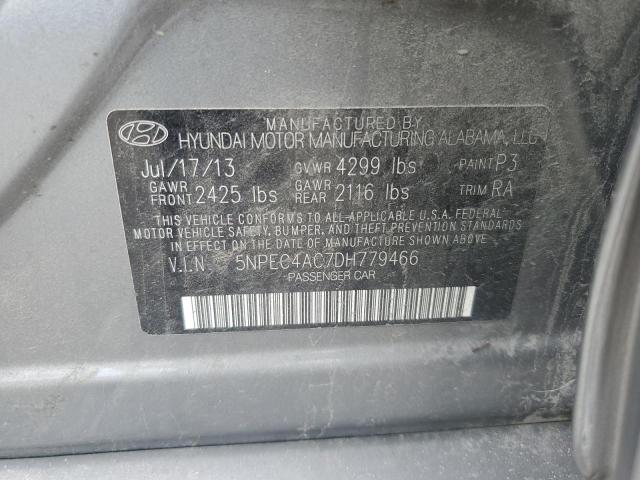 MANUFACTURED BY
HYUNDAI MOTOR MANUFACTURING ALABAMA, LLC
Jul/17/13 GVWR 4299 lbs PAINT P3
GAWR FRONT 2425 lbs GAWR REAR 2116 lbs TRIM RA
THIS VEHICLE CONFORMS TO ALL-APPLICABLE U.S.A. FEDERAL
MOTOR VEHICLE SAFETY, BUMPER, AND THEFT PREVENTION STANDARDS
IN EFFECT ON THE DATE OF MANUFACTURE SHOWN ABOVE
V.I.N 5NPEC4AC7DH779466
PASSENGER CAR